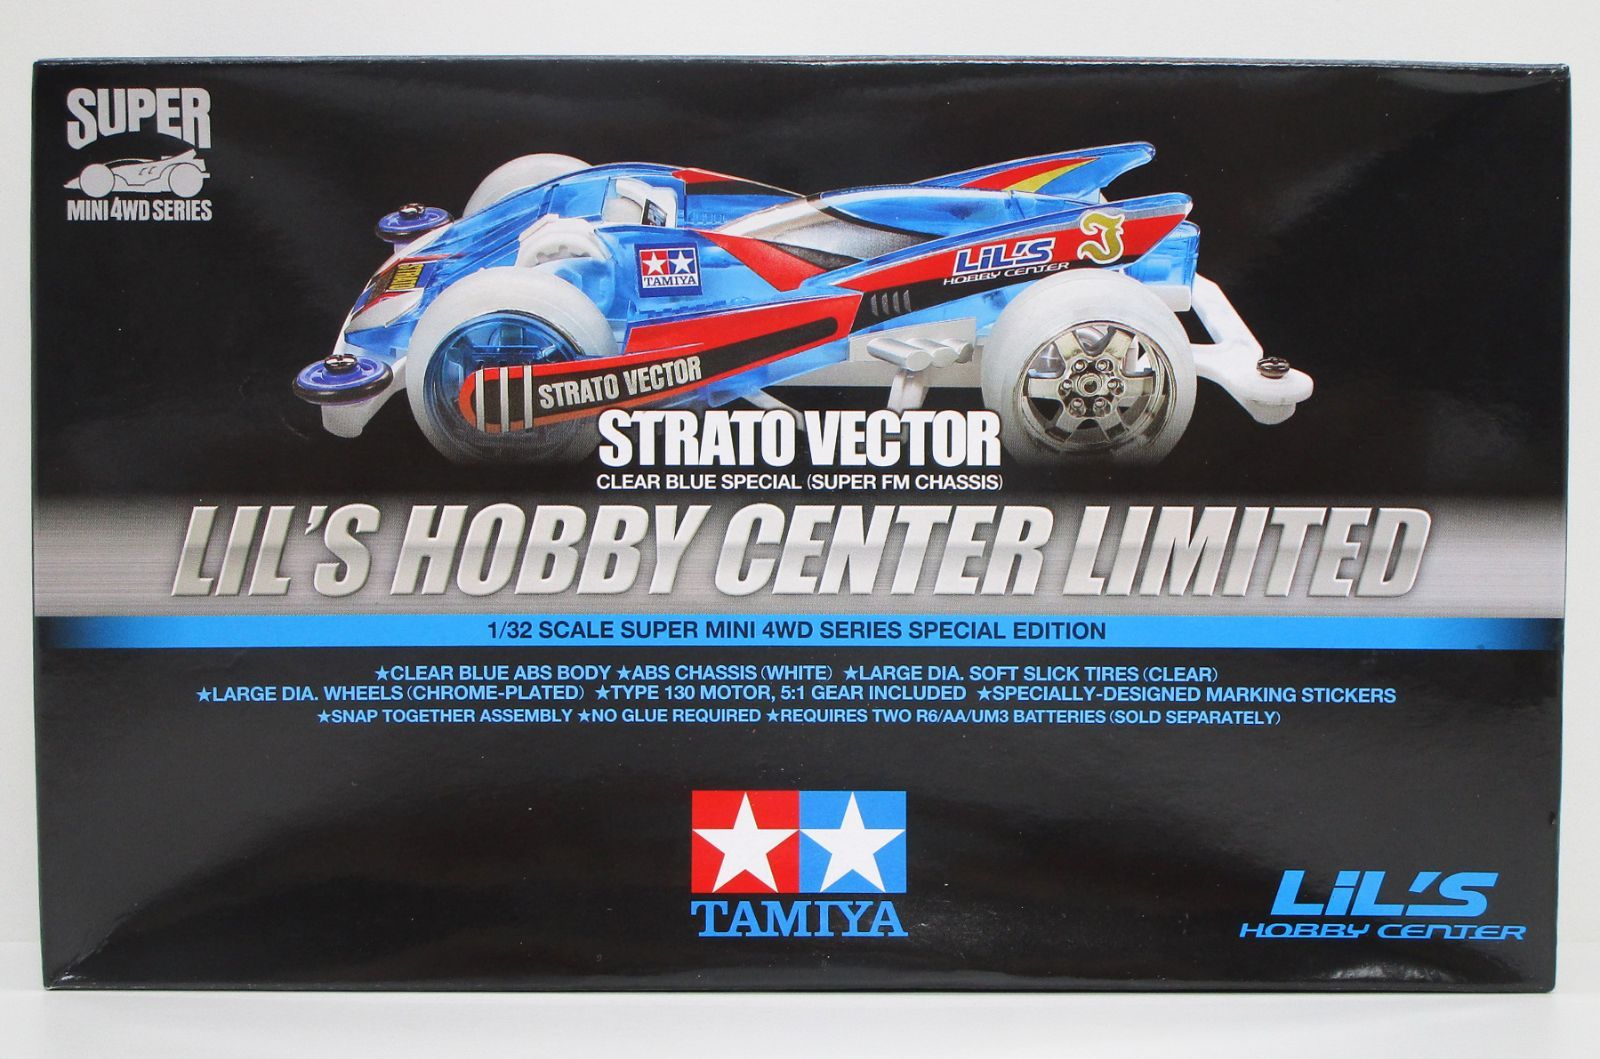 SUPER
MINI 4WD SERIES
TAMIYA
LiL'S
HOBBY CENTER
J
STRATO VECTOR
STRATO VECTOR
CLEAR BLUE SPECIAL (SUPER FM CHASSIS)
LIL'S HOBBY CENTER LIMITED
1/32 SCALE SUPER MINI 4WD SERIES SPECIAL EDITION
★CLEAR BLUE ABS BODY ★ABS CHASSIS (WHITE) ★LARGE DIA. SOFT SLICK TIRES (CLEAR)
★LARGE DIA. WHEELS (CHROME-PLATED) ★TYPE 130 MOTOR, 5:1 GEAR INCLUDED ★SPECIALLY-DESIGNED MARKING STICKERS
★SNAP TOGETHER ASSEMBLY ★NO GLUE REQUIRED ★REQUIRES TWO R6/AA/UM3 BATTERIES (SOLD SEPARATELY)
TAMIYA
LiL'S
HOBBY CENTER